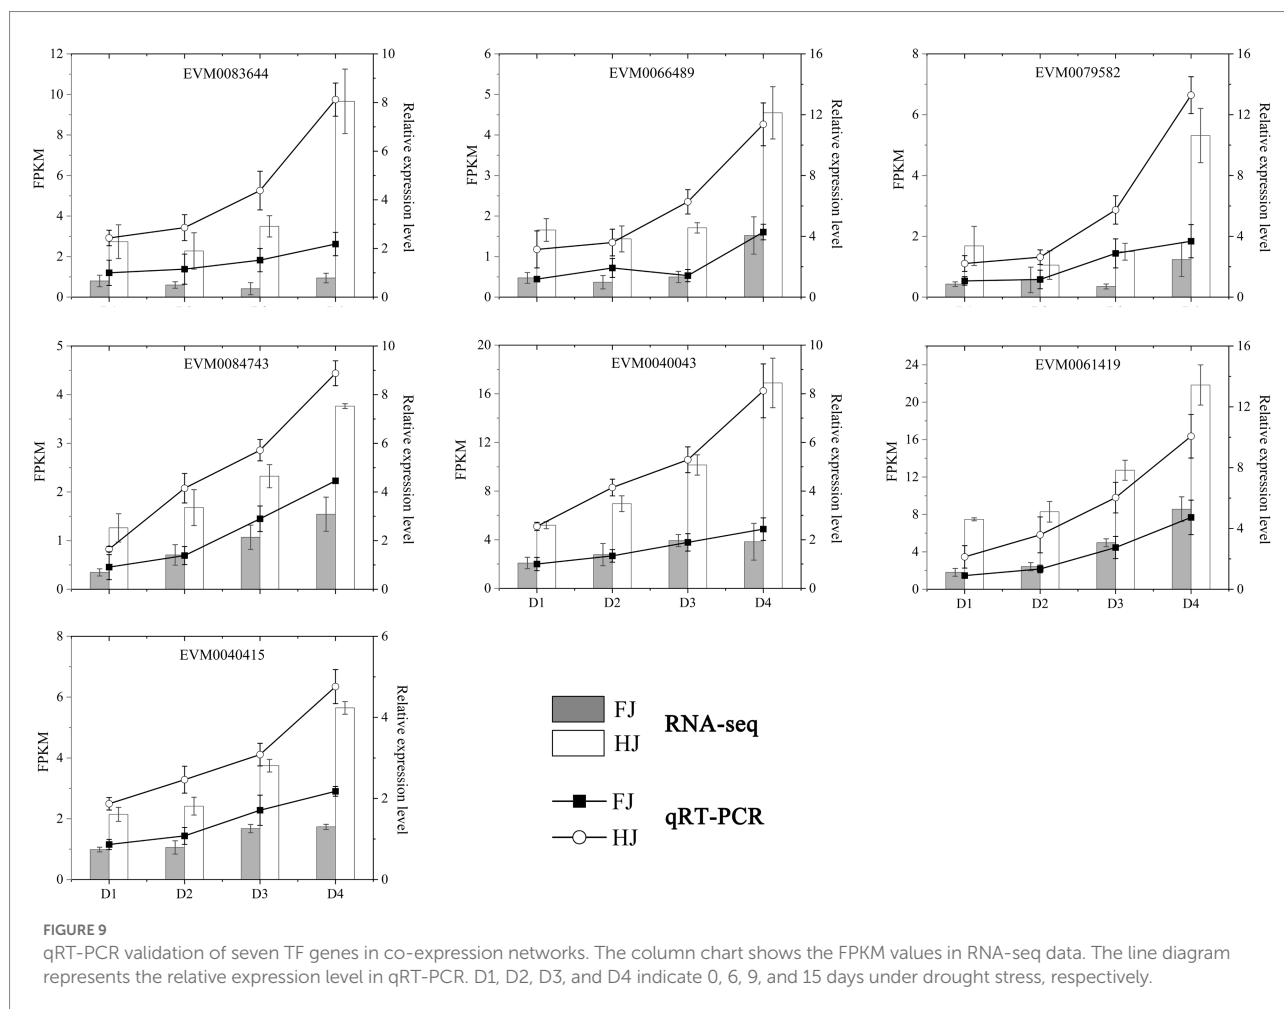 EVM0083644
FPKM
Relative expression level
12
10
8
6
4
2
0
10
8
6
4
2
0
EVM0066489
FPKM
Relative expression level
6
5
4
3
2
1
0
16
12
8
4
0
EVM0079582
FPKM
Relative expression level
8
6
4
2
0
16
14
12
10
8
6
4
2
0
EVM0084743
FPKM
Relative expression level
5
4
3
2
1
0
10
8
6
4
2
0
EVM0040043
FPKM
Relative expression level
20
16
12
8
4
0
10
8
6
4
2
0
D1 D2 D3 D4
EVM0061419
FPKM
Relative expression level
24
20
16
12
8
4
0
16
12
8
4
0
D1 D2 D3 D4
EVM0040415
FPKM
Relative expression level
8
6
4
2
0
6
4
2
0
D1 D2 D3 D4
FJ
HJ
RNA-seq
FJ
HJ
qRT-PCR
FIGURE 9
qRT-PCR validation of seven TF genes in co-expression networks. The column chart shows the FPKM values in RNA-seq data. The line diagram
represents the relative expression level in qRT-PCR. D1, D2, D3, and D4 indicate 0, 6, 9, and 15 days under drought stress, respectively.